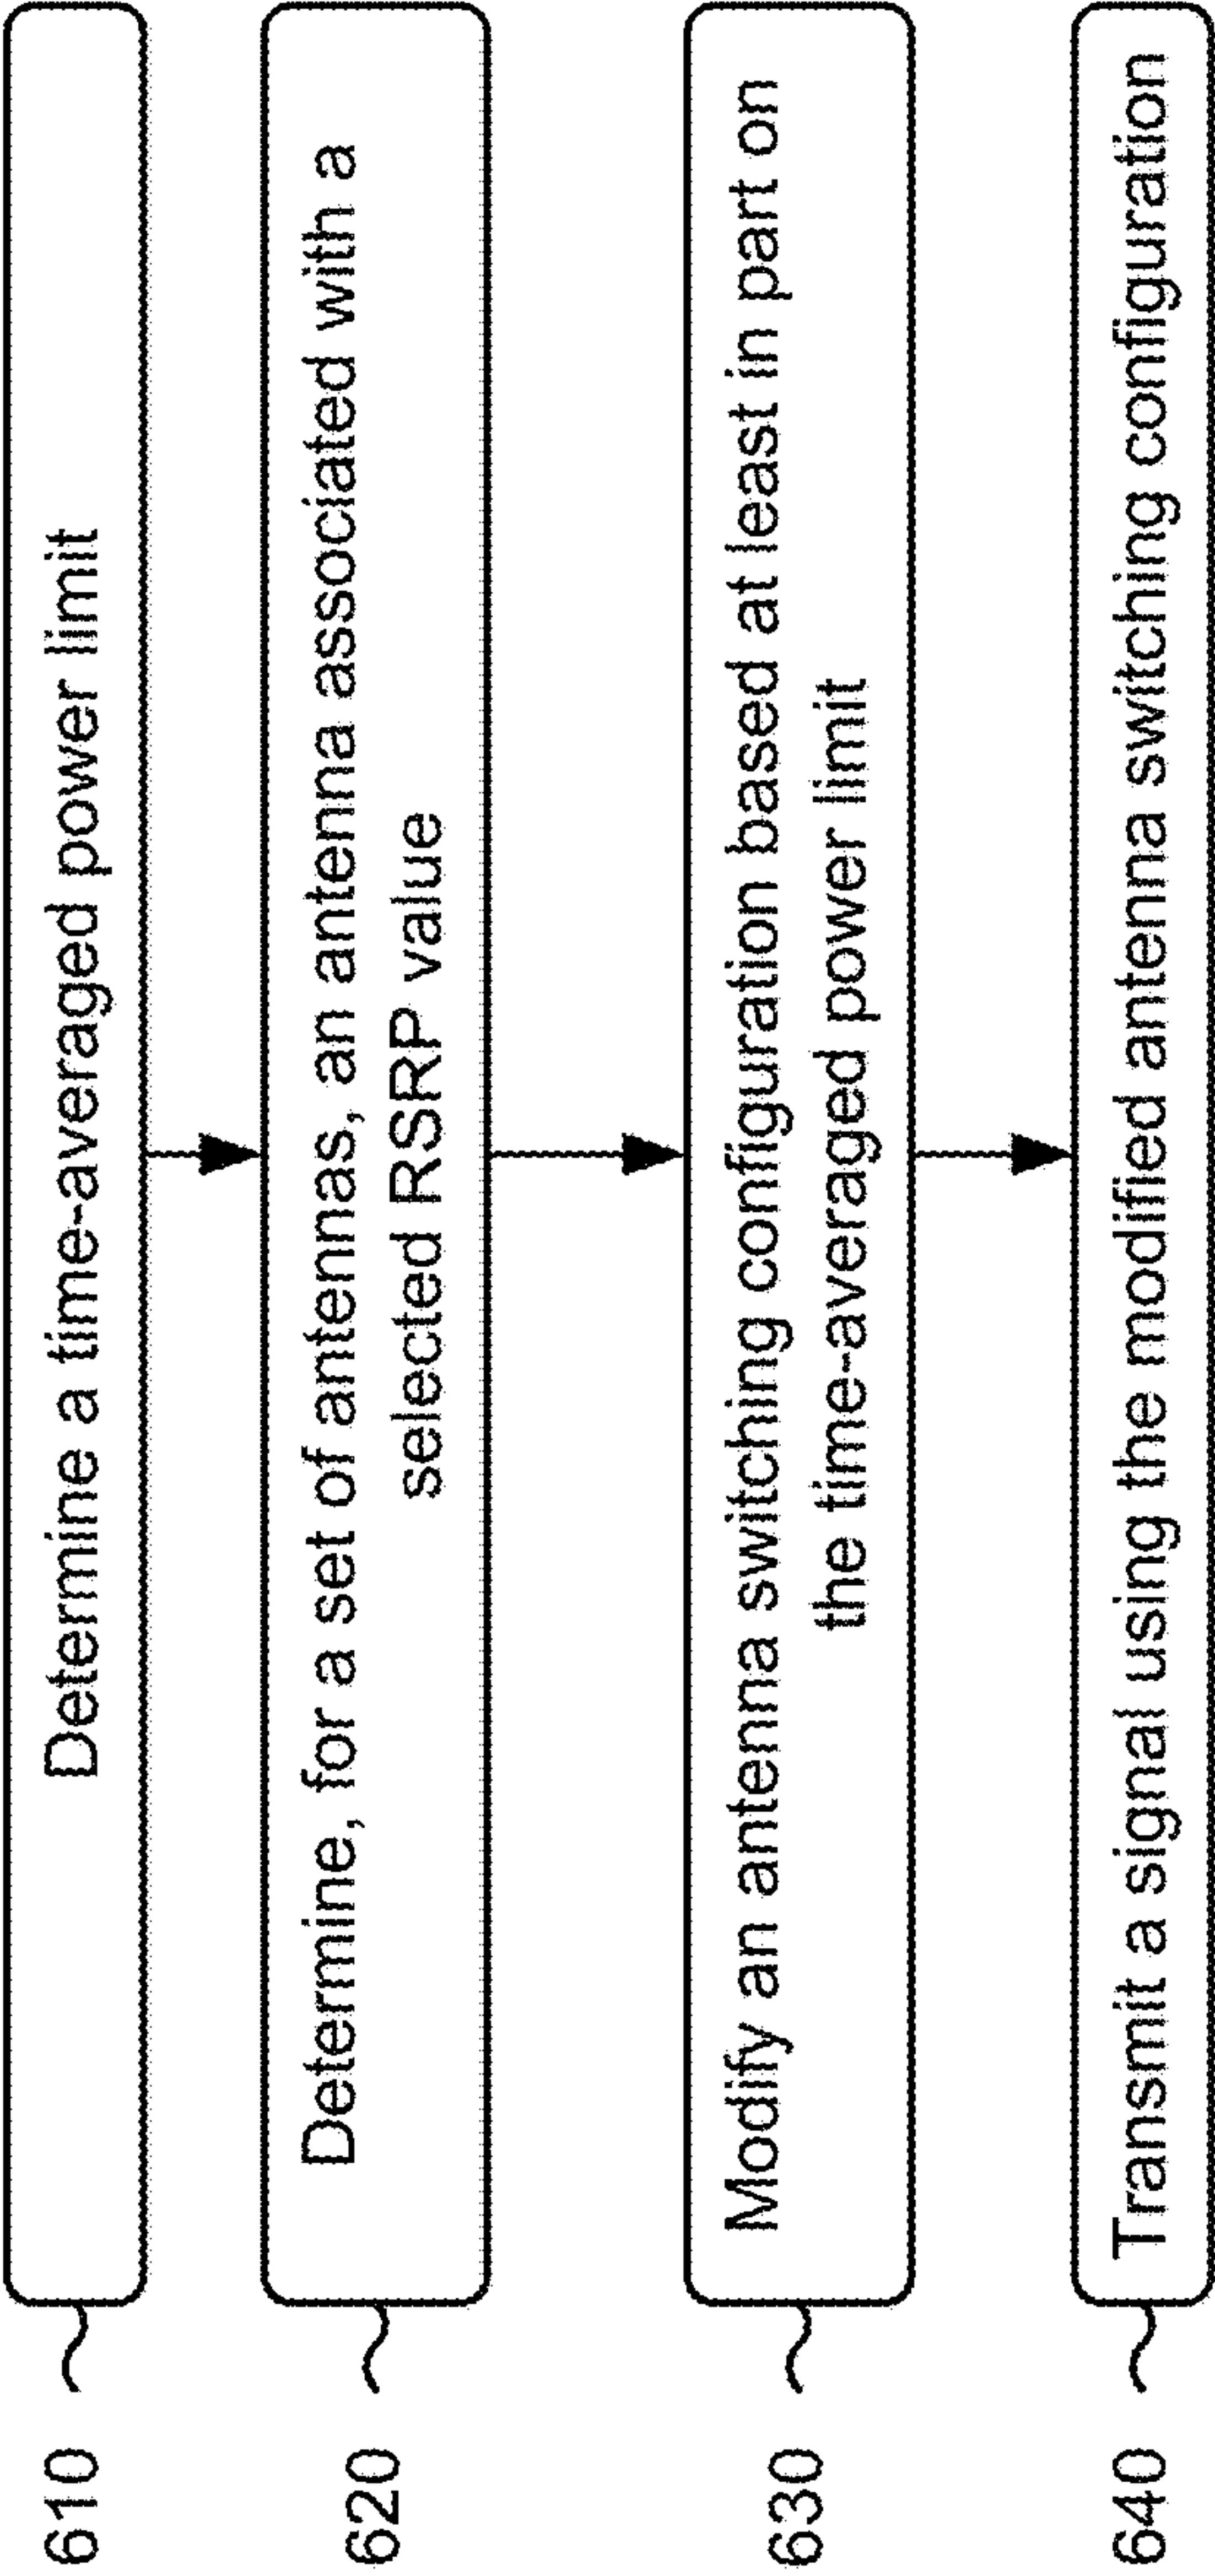 610
Determine a time-averaged power limit
620
Determine, for a set of antennas, an antenna associated with a
selected RSRP value
630
Modify an antenna switching configuration based at least in part on
the time-averaged power limit
640
Transmit a signal using the modified antenna switching configuration